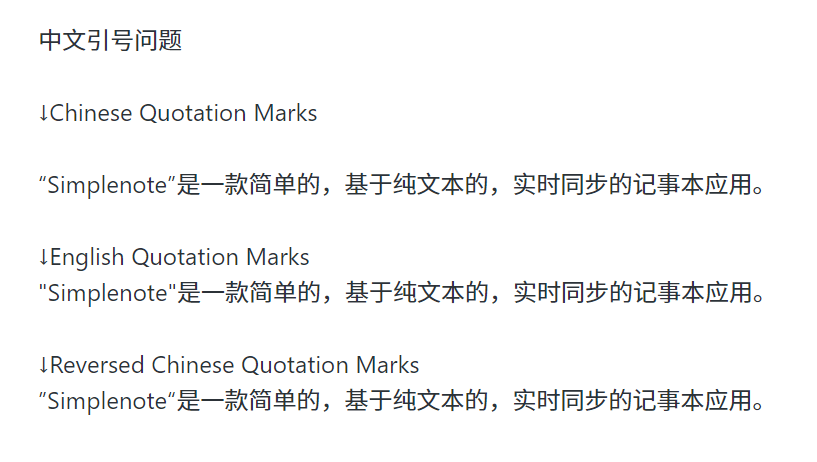 中文引号问题
↓Chinese Quotation Marks
“Simplenote”是一款简单的，基于纯文本的，实时同步的记事本应用。
↓English Quotation Marks
"Simplenote"是一款简单的，基于纯文本的，实时同步的记事本应用。
↓Reversed Chinese Quotation Marks
”Simplenote“是一款简单的，基于纯文本的，实时同步的记事本应用。